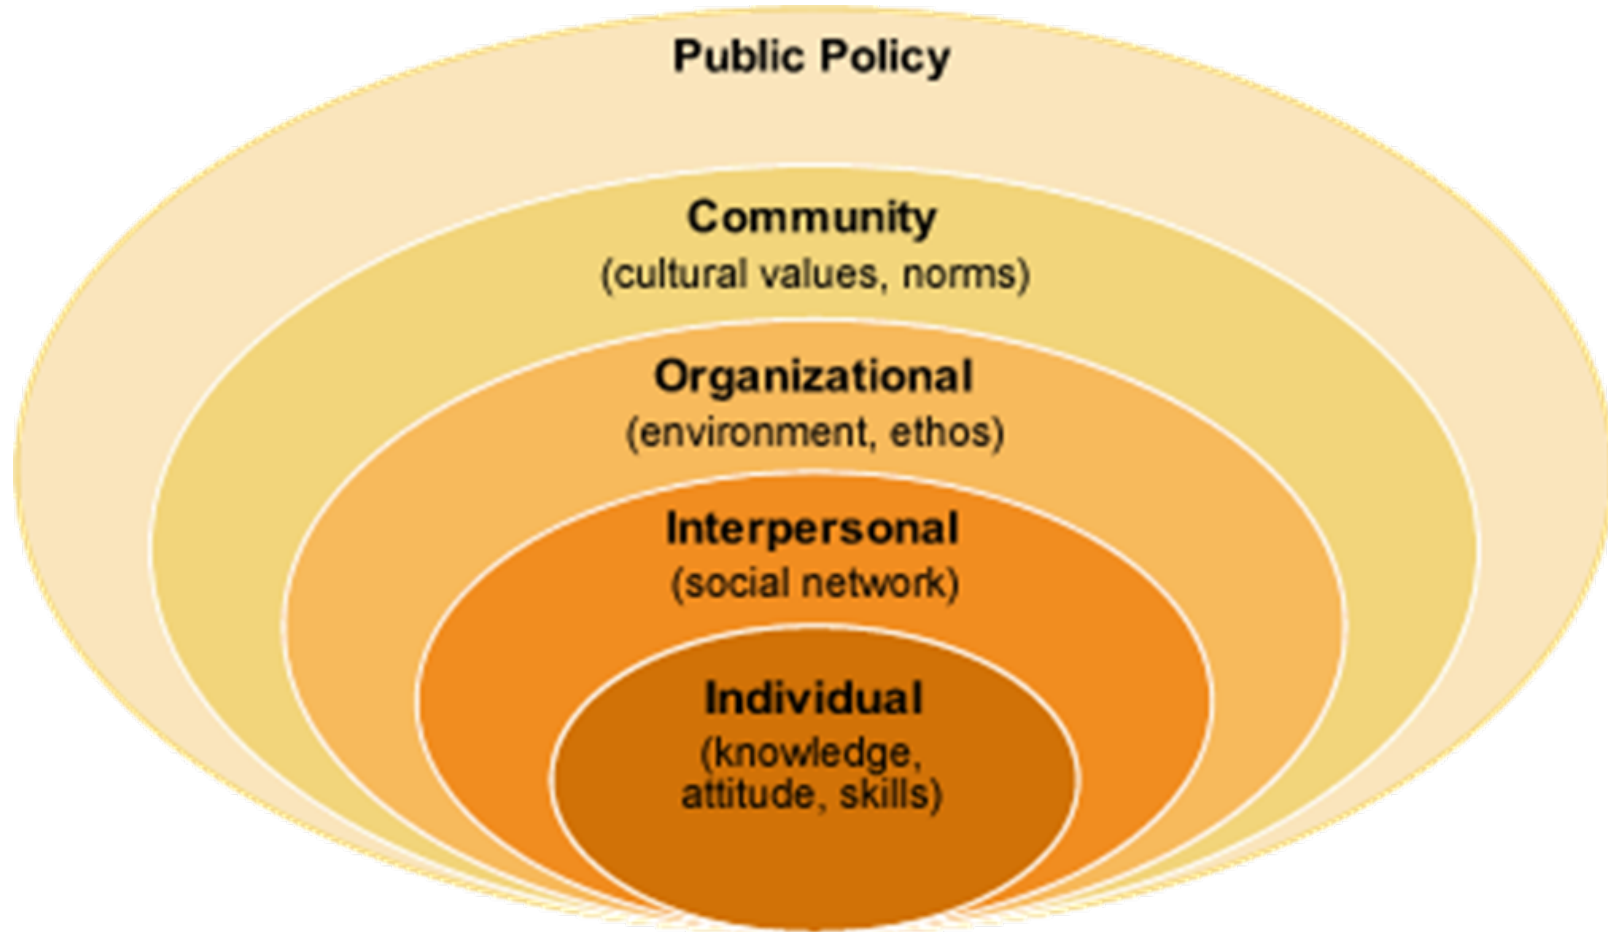 Public Policy
Community
(cultural values, norms)
Organizational
(environment, ethos)
Interpersonal
(social network)
Individual
(knowledge,
attitude, skills)